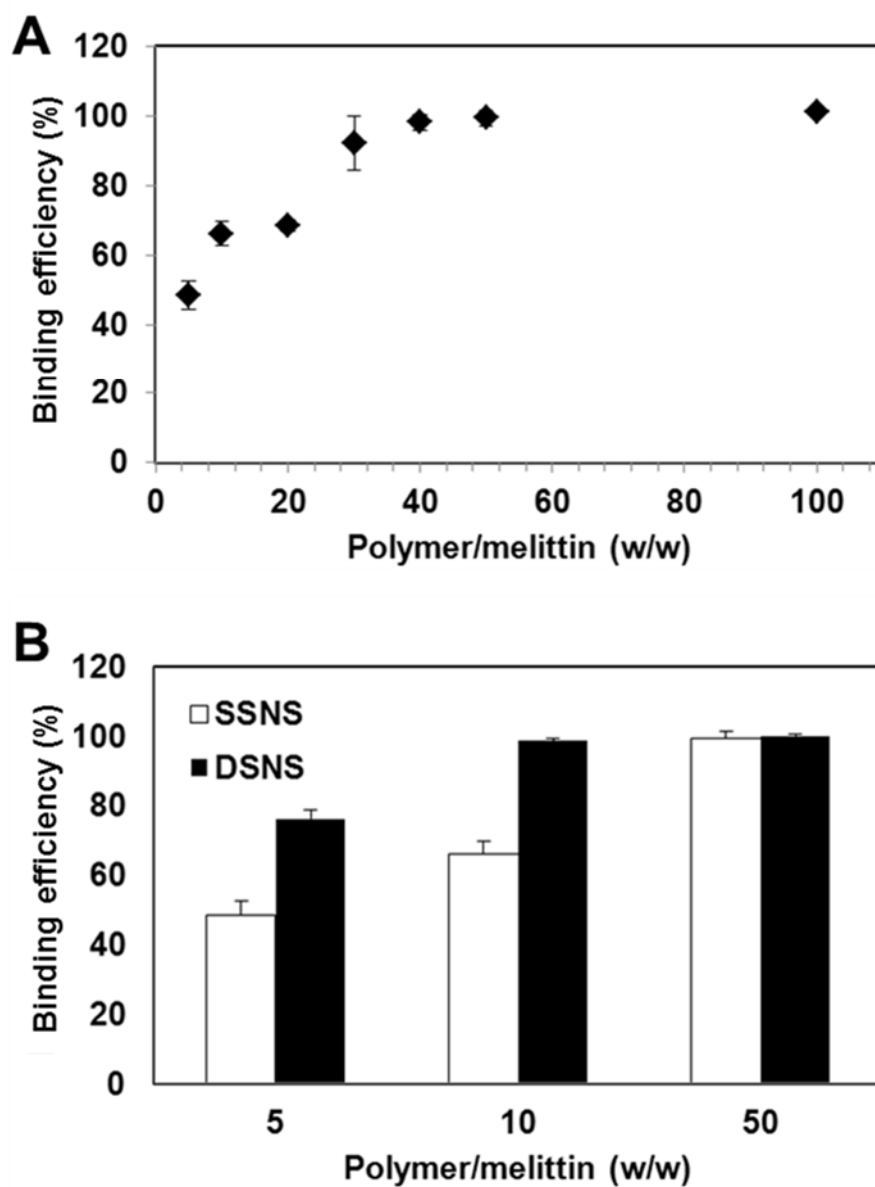 A
Binding efficiency (%)
120
100
80
60
40
20
0
0 20 40 60 80 100
Polymer/melittin (w/w)
B
Binding efficiency (%)
120
100
80
60
40
20
0
SSNS
DSNS
5 10 50
Polymer/melittin (w/w)